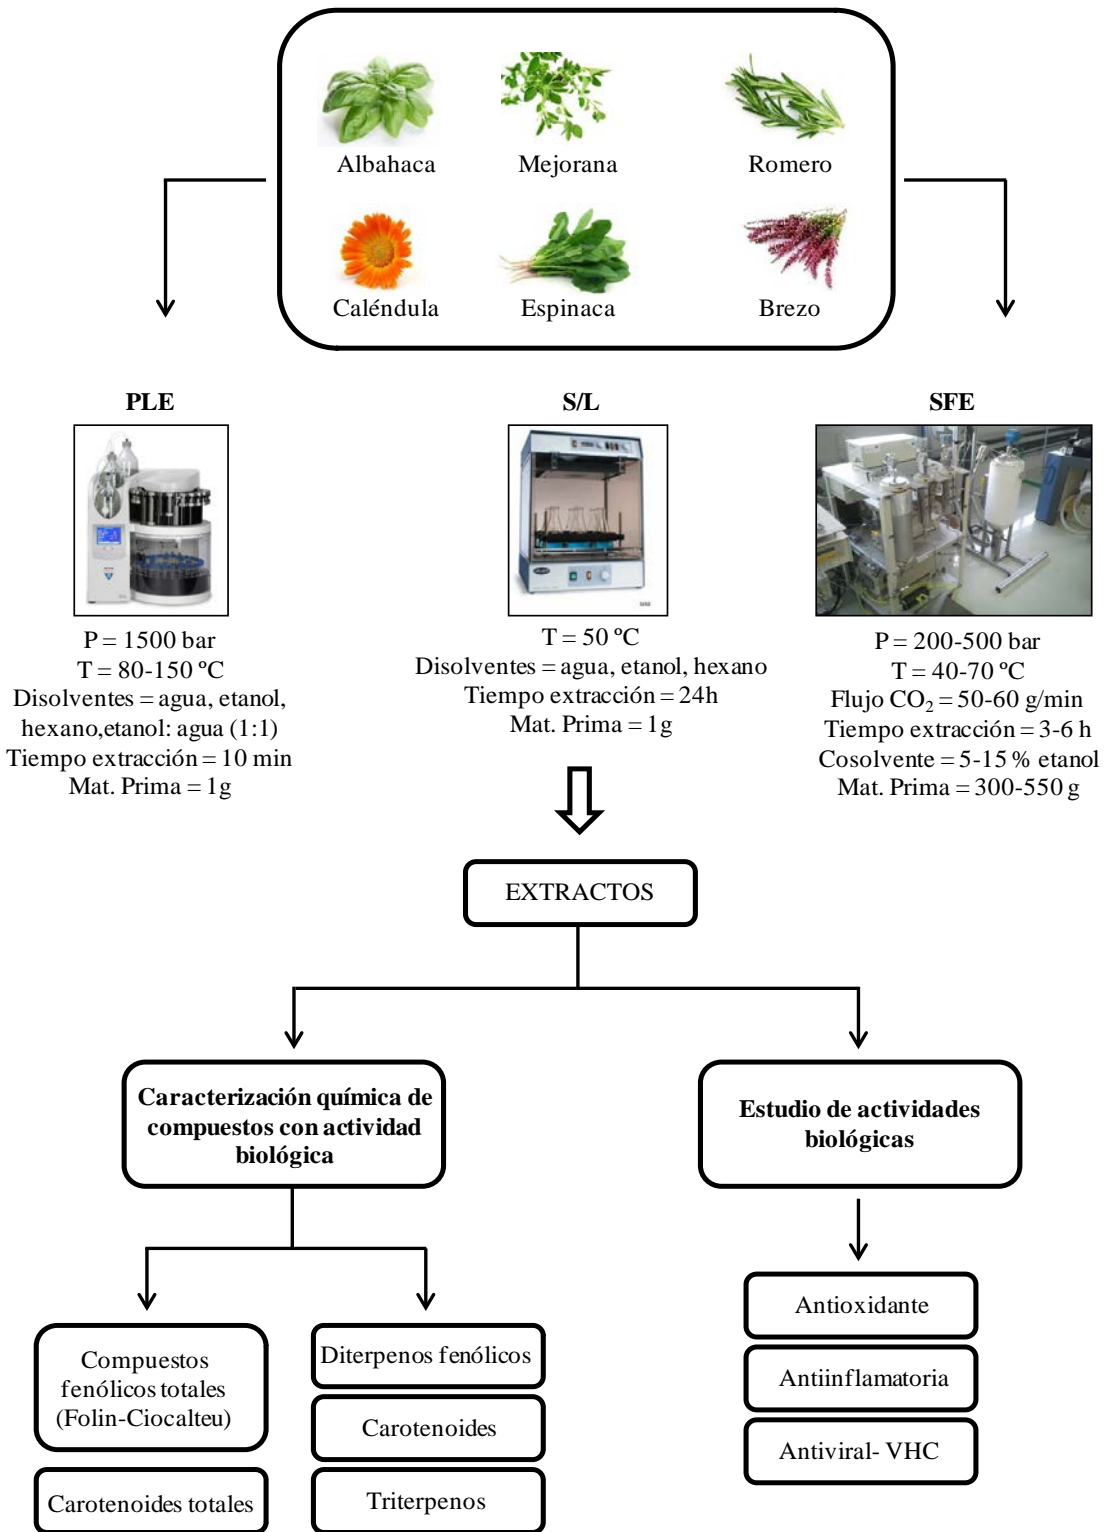 Albahaca
Mejorana
Romero
Caléndula
Espinaca
Brezo
PLE
P = 1500 bar
T = 80-150 ºC
Disolventes = agua, etanol,
hexano,etanol: agua (1:1)
Tiempo extracción = 10 min
Mat. Prima = 1g
S/L
T = 50 ºC
Disolventes = agua, etanol, hexano
Tiempo extracción = 24h
Mat. Prima = 1g
SFE
P = 200-500 bar
T = 40-70 ºC
Flujo CO₂ = 50-60 g/min
Tiempo extracción = 3-6 h
Cosolvente = 5-15 % etanol
Mat. Prima = 300-550 g
EXTRACTOS
Caracterización química de
compuestos con actividad
biológica
Estudio de actividades
biológicas
Compuestos
fenólicos totales
(Folin-Ciocalteu)
Carotenoides totales
Diterpenos fenólicos
Carotenoides
Triterpenos
Antioxidante
Antiinflamatoria
Antiviral- VHC